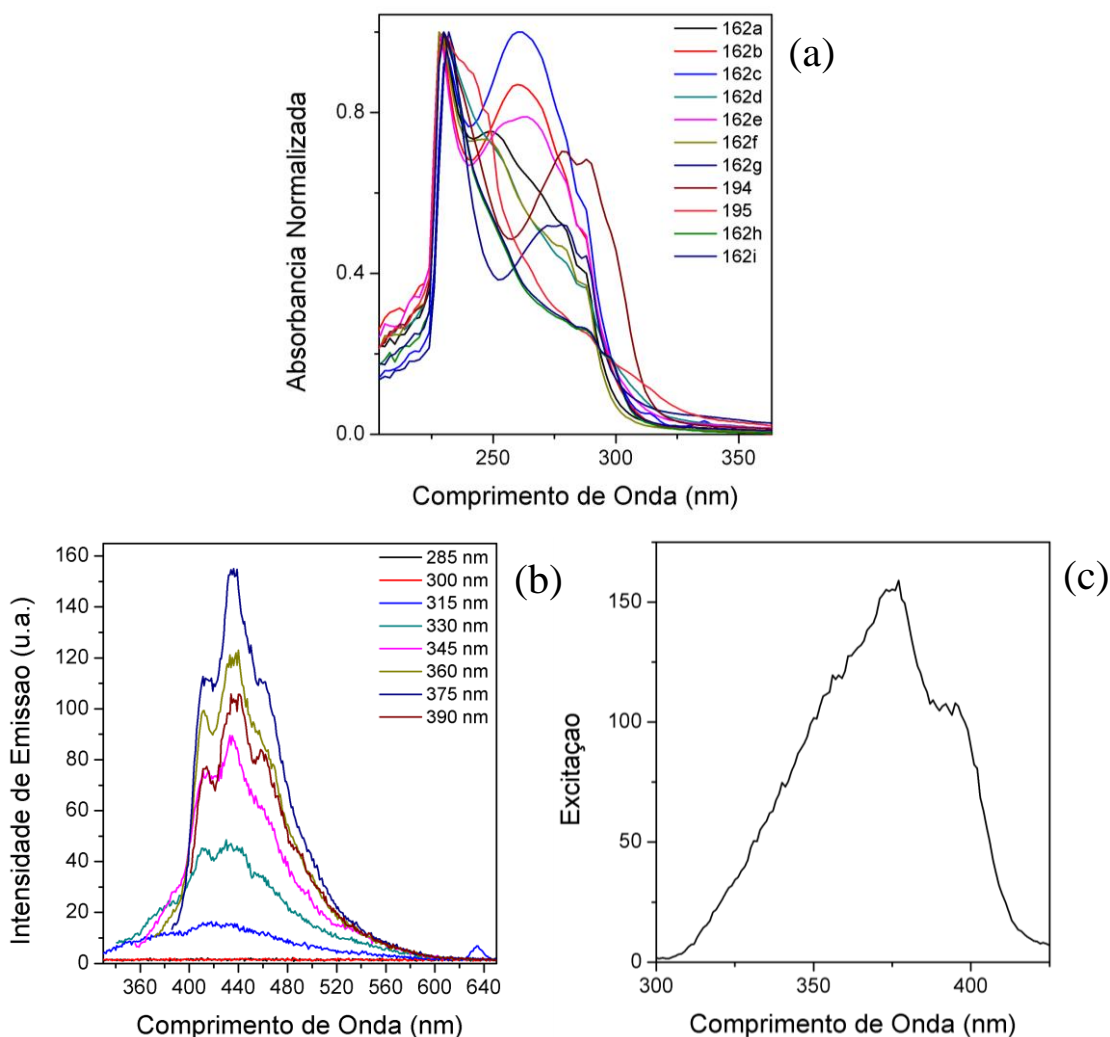 (a)
162a
162b
162c
162d
162e
162f
162g
194
195
162h
162i
Absorbancia Normalizada
0.8
0.4
0.0
250
300
350
Comprimento de Onda (nm)
(b)
285 nm
300 nm
315 nm
330 nm
345 nm
360 nm
375 nm
390 nm
Intensidade de Emissao (u.a.)
160
140
120
100
80
60
40
20
0
360
400
440
480
520
560
600
640
Comprimento de Onda (nm)
(c)
Excitaçao
150
100
50
0
300
350
400
Comprimento de Onda (nm)